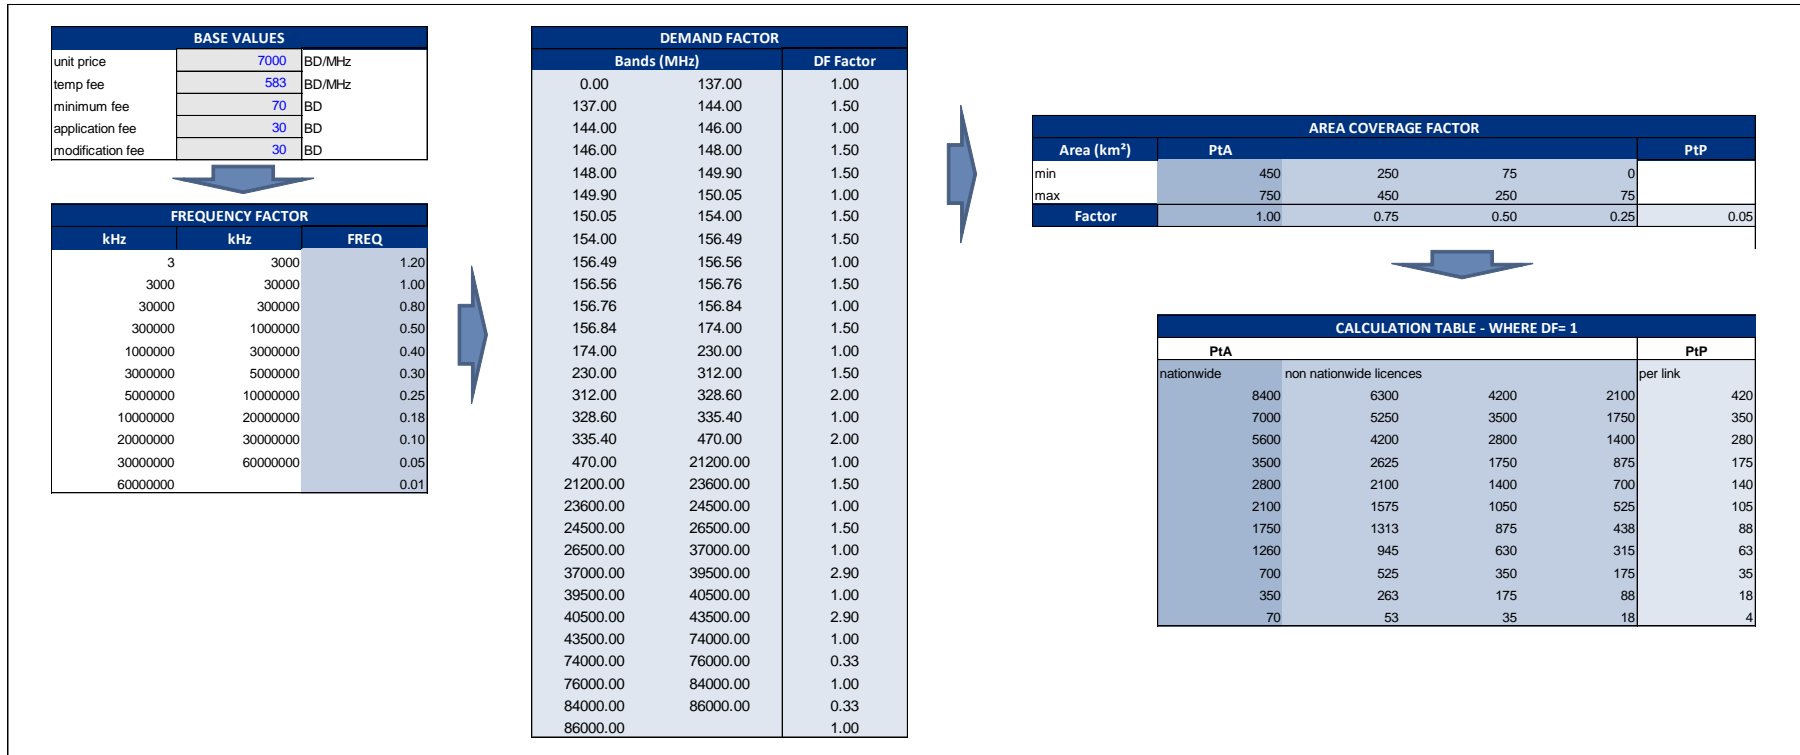 BASE VALUES
unit price 7000 BD/MHz
temp fee 583 BD/MHz
minimum fee 70 BD
application fee 30 BD
modification fee 30 BD
FREQUENCY FACTOR
kHz kHz FREQ
3 3000 1.20
3000 30000 1.00
30000 300000 0.80
300000 1000000 0.50
1000000 3000000 0.40
3000000 5000000 0.30
5000000 10000000 0.25
10000000 20000000 0.18
20000000 30000000 0.10
30000000 60000000 0.05
60000000 0.01
DEMAND FACTOR
Bands (MHz) DF Factor
0.00 137.00 1.00
137.00 144.00 1.50
144.00 146.00 1.00
146.00 148.00 1.50
148.00 149.90 1.50
149.90 150.05 1.00
150.05 154.00 1.50
154.00 156.49 1.50
156.49 156.56 1.00
156.56 156.76 1.50
156.76 156.84 1.00
156.84 174.00 1.50
174.00 230.00 1.00
230.00 312.00 1.50
312.00 328.60 2.00
328.60 335.40 1.00
335.40 470.00 2.00
470.00 21200.00 1.00
21200.00 23600.00 1.50
23600.00 24500.00 1.00
24500.00 26500.00 1.50
26500.00 37000.00 1.00
37000.00 39500.00 2.90
39500.00 40500.00 1.00
40500.00 43500.00 2.90
43500.00 74000.00 1.00
74000.00 76000.00 0.33
76000.00 84000.00 1.00
84000.00 86000.00 0.33
86000.00 1.00
AREA COVERAGE FACTOR
Area (km²) PtA PtP
min 450 250 75 0
max 750 450 250 75
Factor 1.00 0.75 0.50 0.25 0.05
CALCULATION TABLE - WHERE DF= 1
PtA PtP
nationwide non nationwide licences per link
8400 6300 4200 2100 420
7000 5250 3500 1750 350
5600 4200 2800 1400 280
3500 2625 1750 875 175
2800 2100 1400 700 140
2100 1575 1050 525 105
1750 1313 875 438 88
1260 945 630 315 63
700 525 350 175 35
350 263 175 88 18
70 53 35 18 4